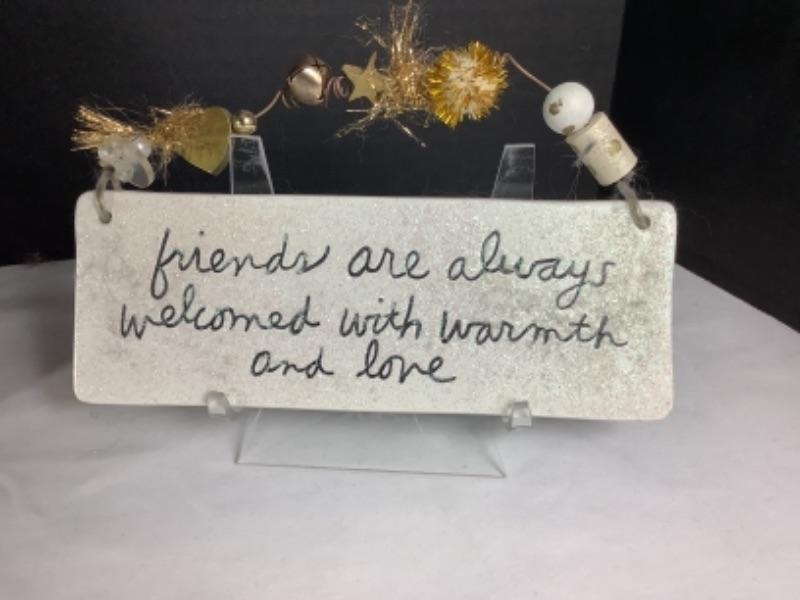 friends are always
welcomed with warmth
and love